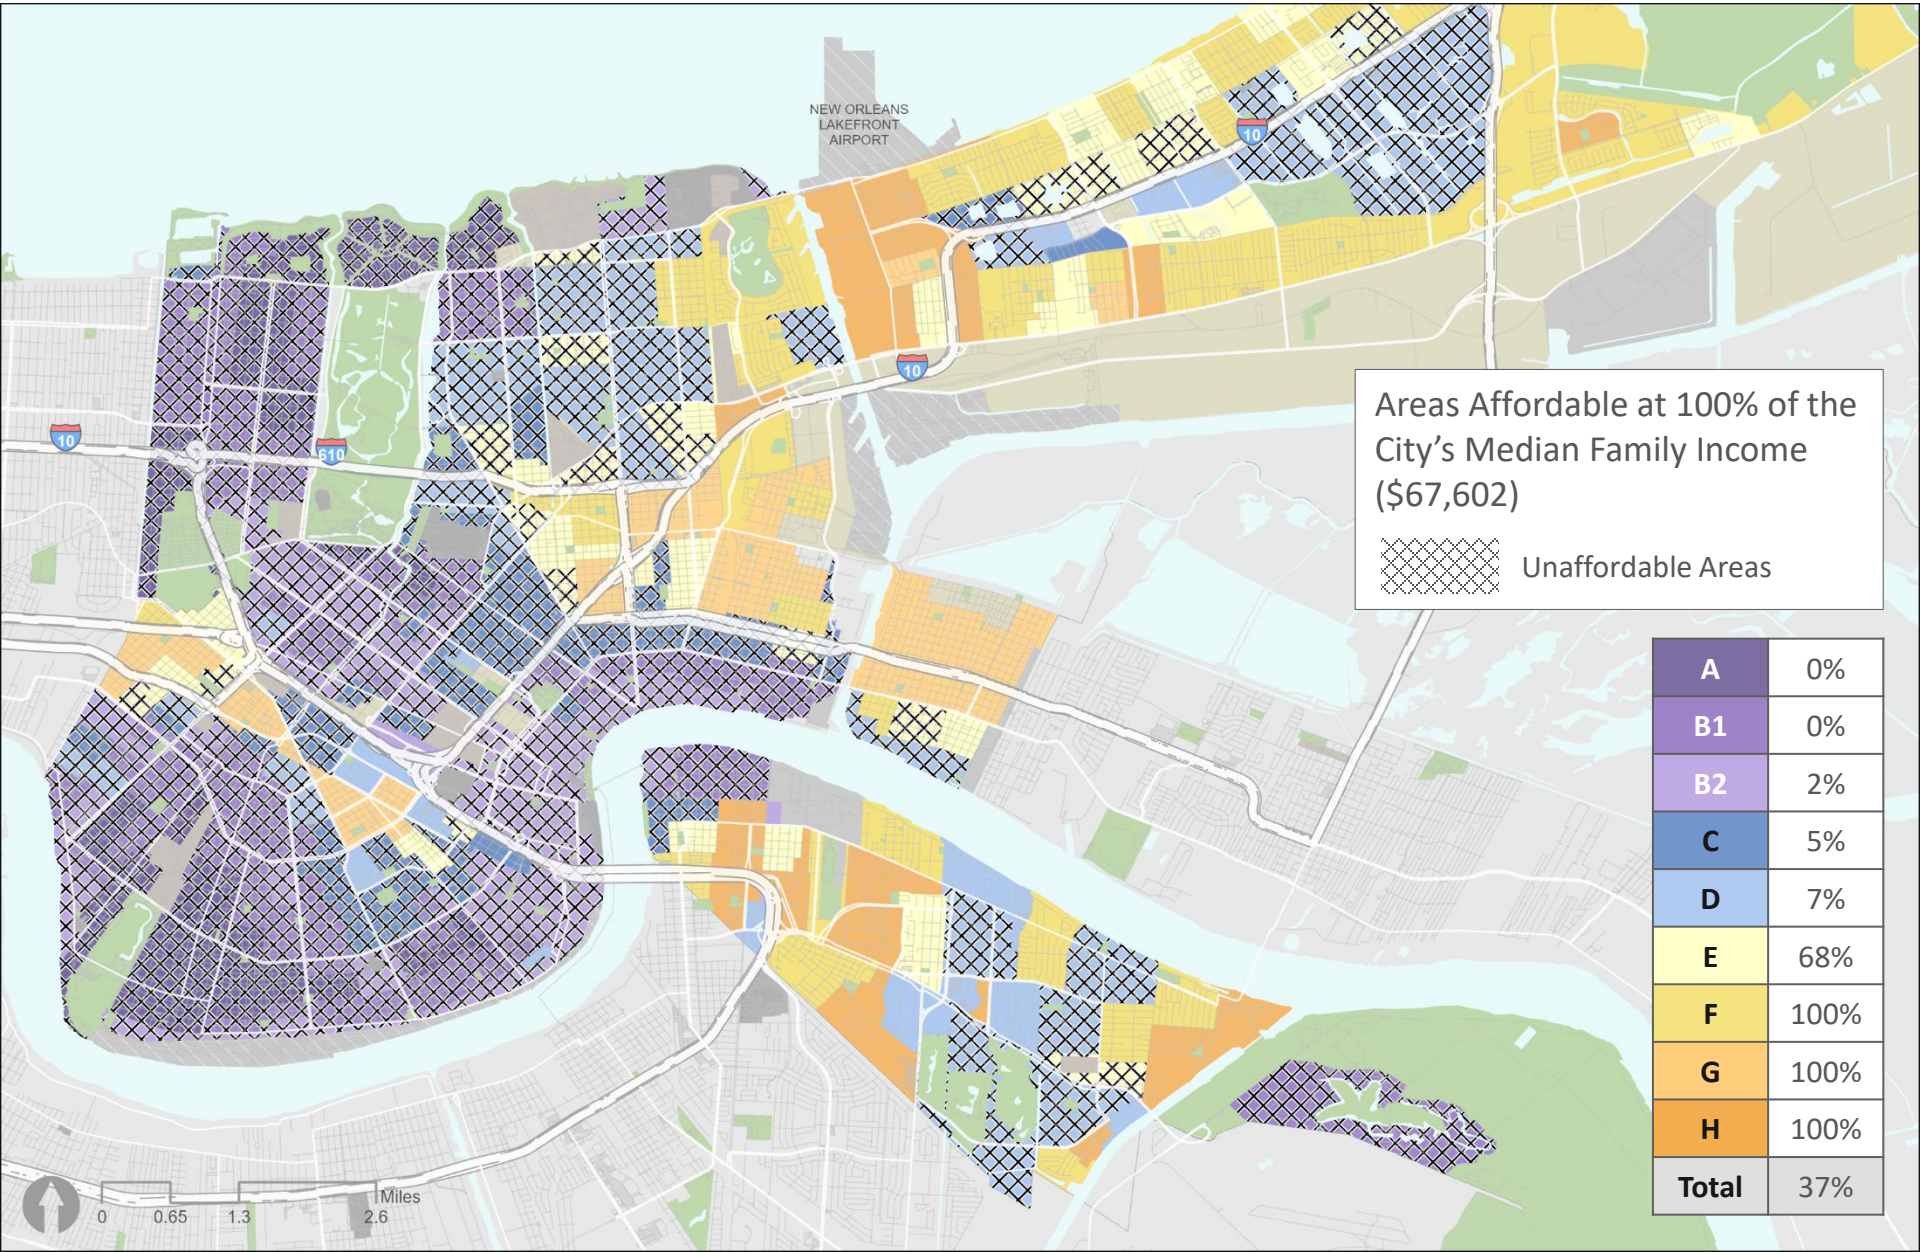 NEW ORLEANS
LAKEFRONT
AIRPORT
10
10
10
610
Areas Affordable at 100% of the
City's Median Family Income
($67,602)
Unaffordable Areas
A 0%
B1 0%
B2 2%
C 5%
D 7%
E 68%
F 100%
G 100%
H 100%
Total 37%
Miles
0 0.65 1.3 2.6